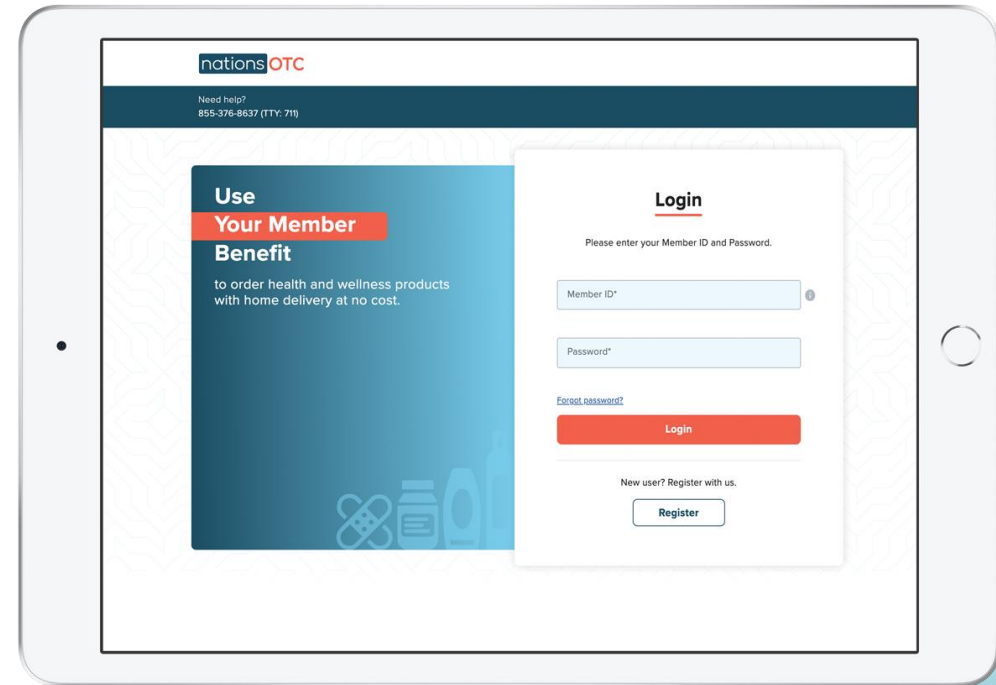 nations OTC
Need help?
855-376-8637 (TTY: 711)
Use
Your Member
Benefit
to order health and wellness products
with home delivery at no cost.
Login
Please enter your Member ID and Password.
Member ID*
Password*
Forgot password?
Login
New user? Register with us.
Register